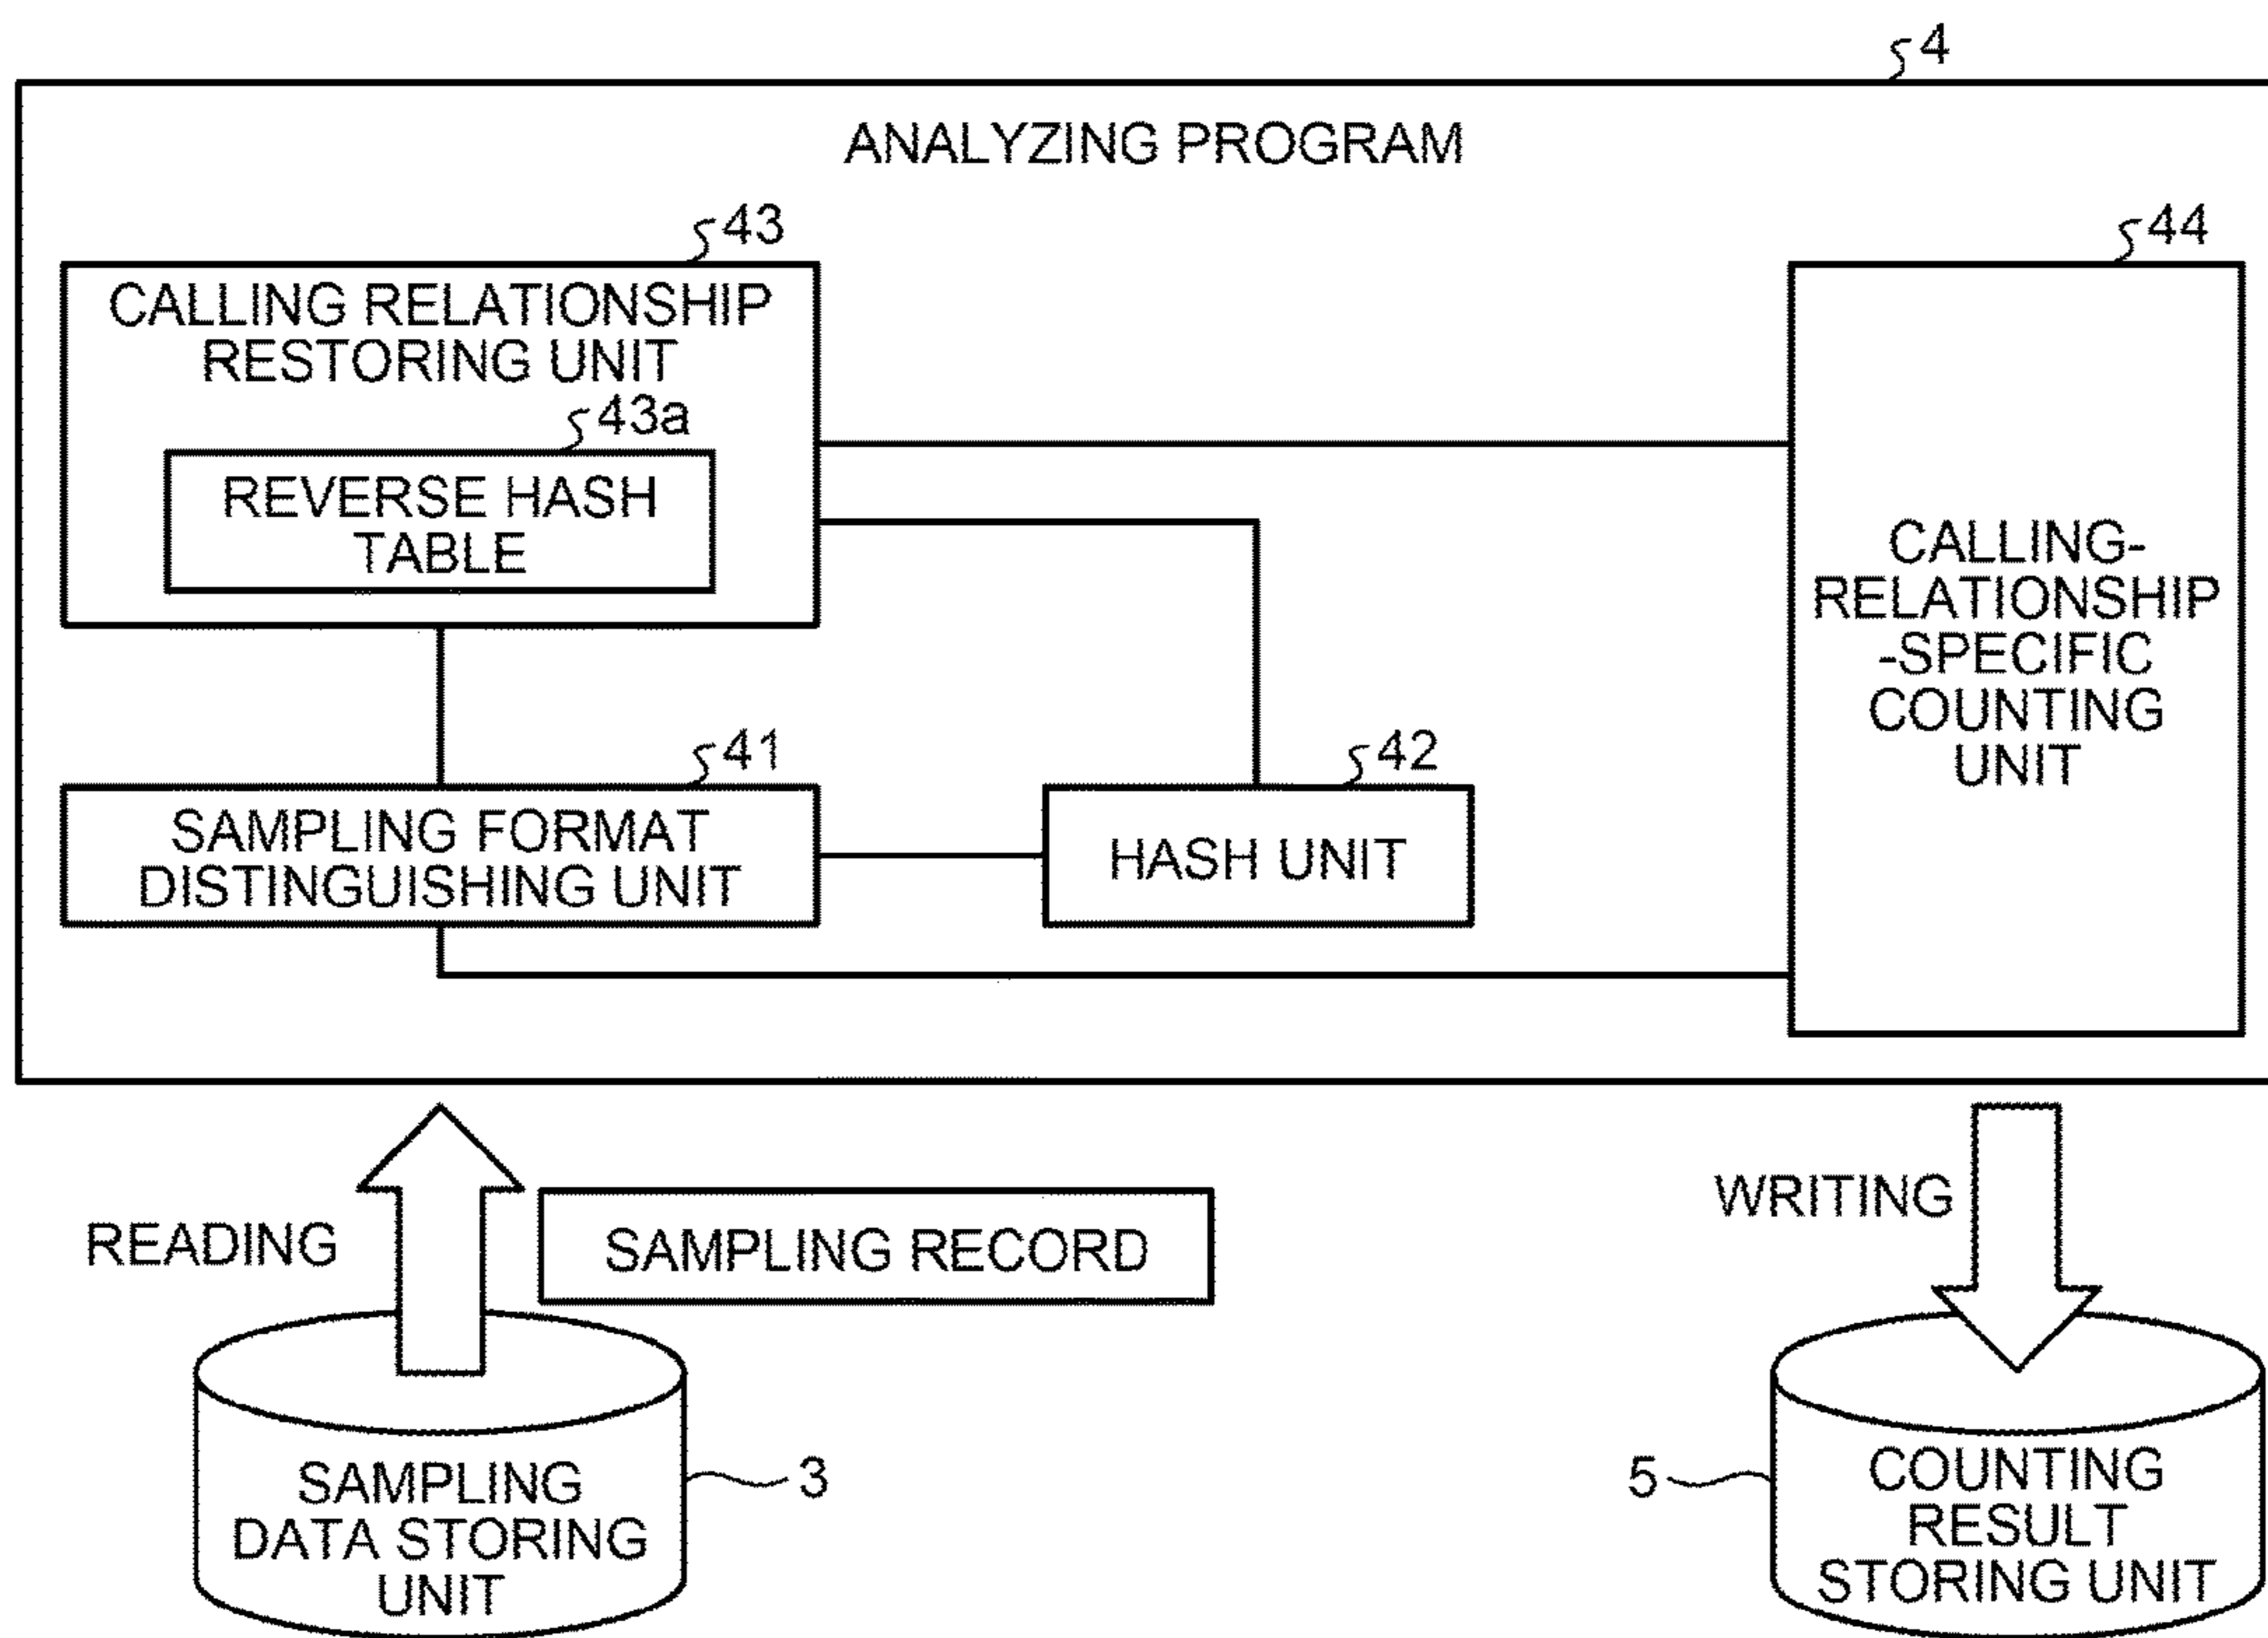 4
ANALYZING PROGRAM
43
CALLING RELATIONSHIP
RESTORING UNIT
43a
REVERSE HASH
TABLE
44
CALLING-
RELATIONSHIP
-SPECIFIC
COUNTING
UNIT
41
SAMPLING FORMAT
DISTINGUISHING UNIT
42
HASH UNIT
READING
SAMPLING RECORD
WRITING
SAMPLING
DATA STORING
UNIT
3
5
COUNTING
RESULT
STORING UNIT